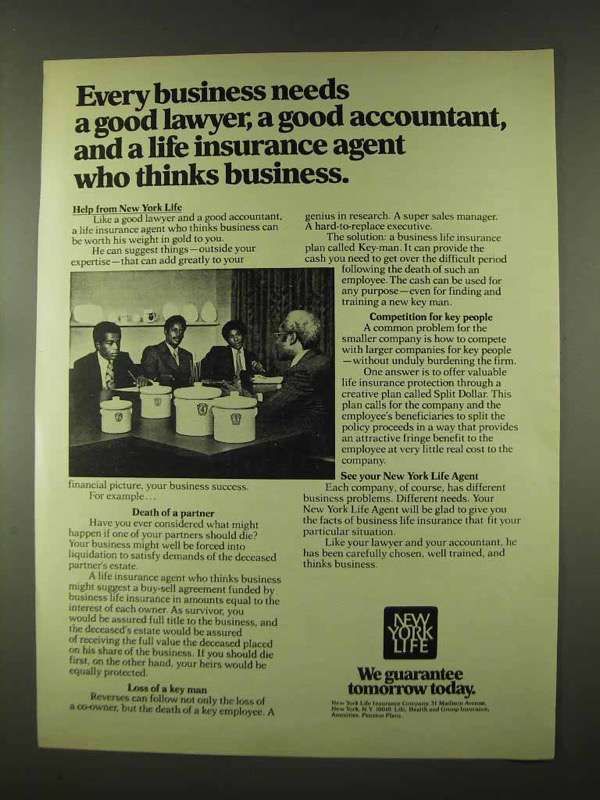 Every business needs
a good lawyer, a good accountant,
and a life insurance agent
who thinks business.
Help from New York Life
Like a good lawyer and a good accountant,
a life insurance agent who thinks business can
be worth his weight in gold to you.
He can suggest things—outside your
expertise—that can add greatly to your
financial picture, your business success.
For example...
Death of a partner
Have you ever considered what might
happen if one of your partners should die?
Your business might well be forced into
liquidation to satisfy demands of the deceased
partner's estate.
A life insurance agent who thinks business
might suggest a buy-sell agreement funded by
business life insurance in amounts equal to the
interest of each owner. As survivor, you
would be assured full title to the business, and
the deceased's estate would be assured
of receiving the full value the deceased placed
on his share of the business. If you should die
first, on the other hand, your heirs would be
equally protected.
Loss of a key man
Reverses can follow not only the loss of
a co-owner, but the death of a key employee. A
genius in research. A super sales manager.
A hard-to-replace executive.
The solution: a business life insurance
plan called Key-man. It can provide the
cash you need to get over the difficult period
following the death of such an
employee. The cash can be used for
any purpose—even for finding and
training a new key man.
Competition for key people
A common problem for the
smaller company is how to compete
with larger companies for key people
—without unduly burdening the firm.
One answer is to offer valuable
life insurance protection through a
creative plan called Split Dollar. This
plan calls for the company and the
employee's beneficiaries to split the
policy proceeds in a way that provides
an attractive fringe benefit to the
employee at very little real cost to the
company.
See your New York Life Agent
Each company, of course, has different
business problems. Different needs. Your
New York Life Agent will be glad to give you
the facts of business life insurance that fit your
particular situation.
Like your lawyer and your accountant, he
has been carefully chosen, well trained, and
thinks business.
NEW
YORK
LIFE
We guarantee
tomorrow today.
New York Life Insurance Company, 51 Madison Avenue,
New York, N.Y. 10010. Life, Health and Group Insurance,
Annuities, Pension Plans.